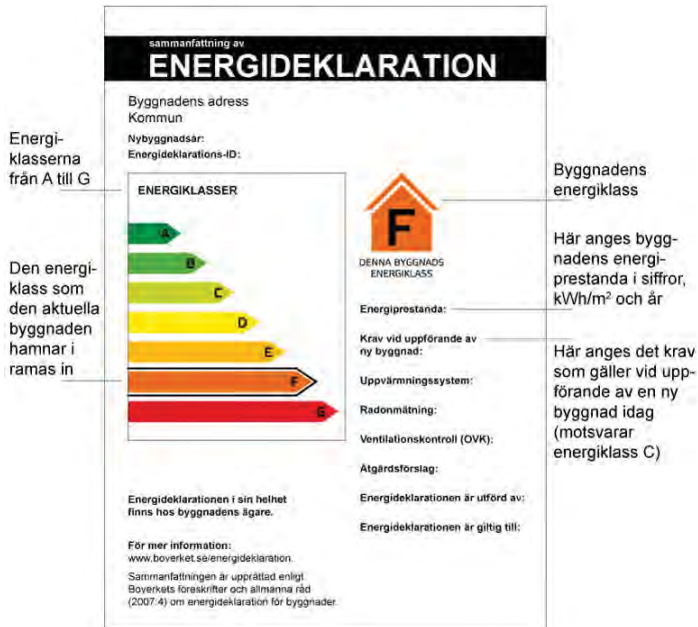 sammanfattning av
ENERGIDEKLARATION
Byggnadens adress
Kommun
Nybyggnadsår:
Energideklarations-ID:
Energi-
klasserna
från A till G
ENERGIKLASSER
A
B
C
D
E
F
G
Den energi-
klass som
den aktuella
byggnaden
hamnar i
ramas in
F
DENNA BYGGNADS
ENERGIKLASS
Byggnadens
energiklass
Energiprestanda:
Här anges bygg-
nadens energi-
prestanda i siffror,
kWh/m² och år
Krav vid uppförande av
ny byggnad:
Här anges det krav
som gäller vid upp-
förande av en ny
byggnad idag
(motsvarar
energiklass C)
Uppvärmningssystem:
Radonmätning:
Ventilationskontroll (OVK):
Åtgärdsförslag:
Energideklarationen är utförd av:
Energideklarationen är giltig till:
Energideklarationen i sin helhet
finns hos byggnadens ägare.
För mer information:
www.boverket.se/energideklaration
Sammanfattningen är upprättad enligt
Boverkets föreskrifter och allmänna råd
(2007:4) om energideklaration för byggnader.